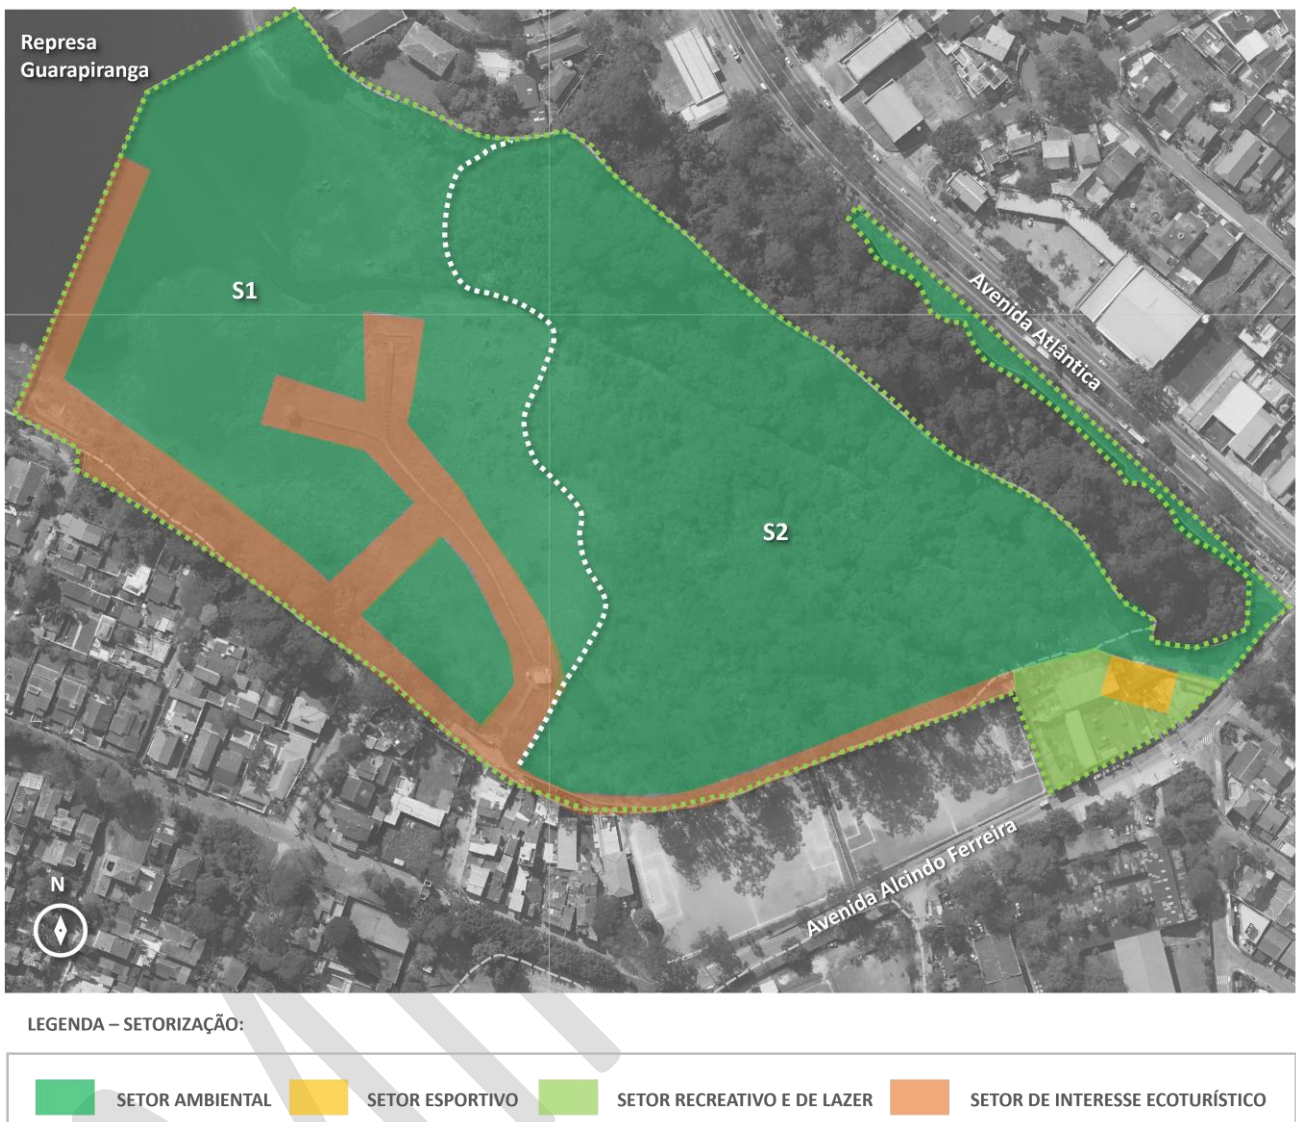 Represa
Guarapiranga
S1
Avenida Atlântica
S2
Avenida Alcindo Ferreira
N
LEGENDA – SETORIZAÇÃO:
SETOR AMBIENTAL SETOR ESPORTIVO SETOR RECREATIVO E DE LAZER SETOR DE INTERESSE ECOTURÍSTICO